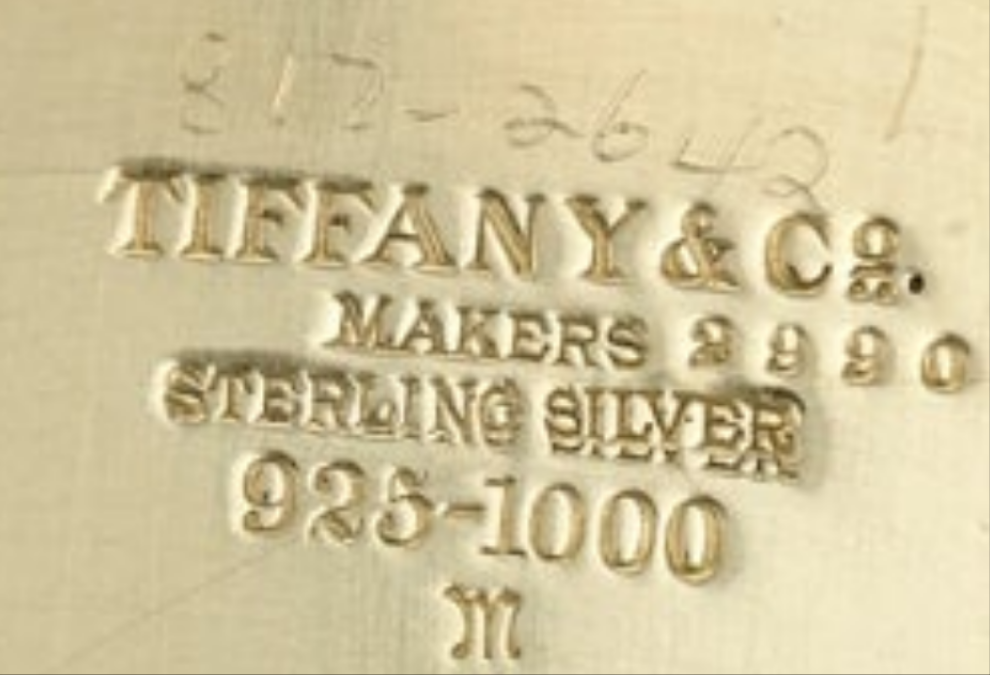 817-2642
TIFFANY & Cº.
MAKERS 2990
STERLING SILVER
925-1000
M